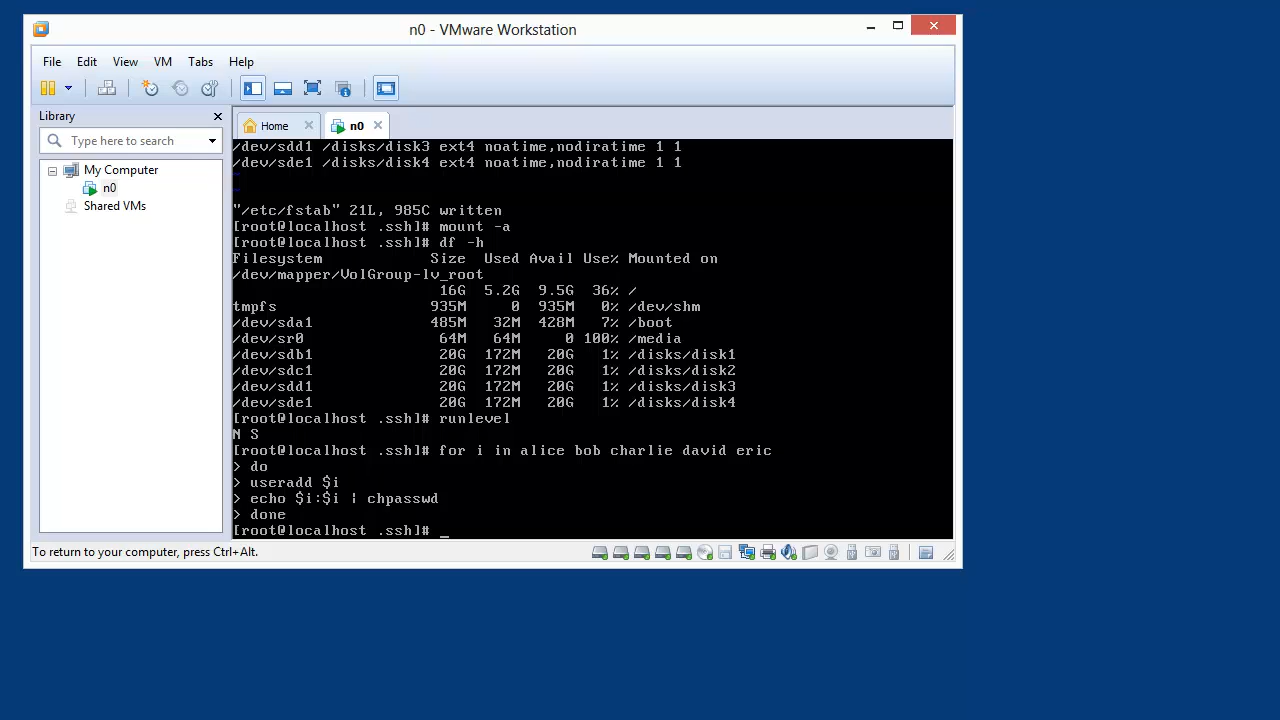 n0 - VMware Workstation
File Edit View VM Tabs Help
Library
Home n0
Type here to search
My Computer
n0
Shared VMs
/dev/sdd1 /disks/disk3 ext4 noatime,nodiratime 1 1
/dev/sde1 /disks/disk4 ext4 noatime,nodiratime 1 1
~
~
"/etc/fstab" 21L, 985C written
[root@localhost .ssh]# mount -a
[root@localhost .ssh]# df -h
Filesystem Size Used Avail Use% Mounted on
/dev/mapper/VolGroup-lv_root
16G 5.2G 9.5G 36% /
tmpfs 935M 0 935M 0% /dev/shm
/dev/sda1 485M 32M 428M 7% /boot
/dev/sr0 64M 64M 0 100% /media
/dev/sdb1 20G 172M 20G 1% /disks/disk1
/dev/sdc1 20G 172M 20G 1% /disks/disk2
/dev/sdd1 20G 172M 20G 1% /disks/disk3
/dev/sde1 20G 172M 20G 1% /disks/disk4
[root@localhost .ssh]# runlevel
N S
[root@localhost .ssh]# for i in alice bob charlie david eric
> do
> useradd $i
> echo $i:$i | chpasswd
> done
[root@localhost .ssh]# _
To return to your computer, press Ctrl+Alt.